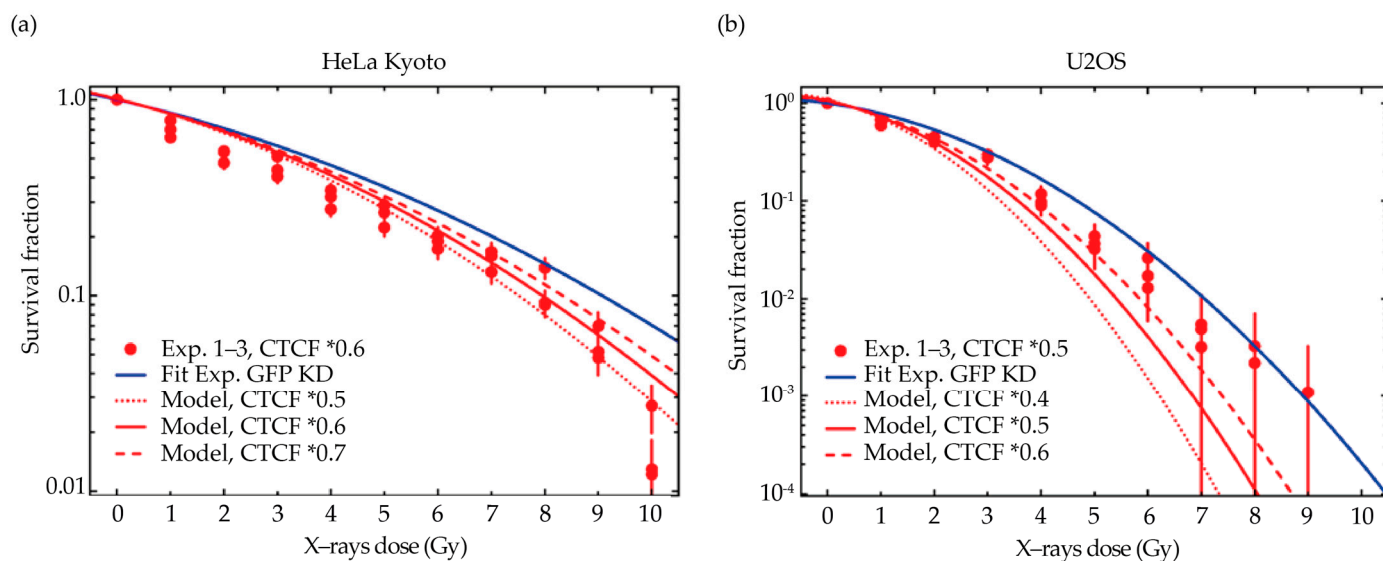 (a)
HeLa Kyoto
Survival fraction
1.0
0.1
0.01
Exp. 1–3, CTCF *0.6
Fit Exp. GFP KD
Model, CTCF *0.5
Model, CTCF *0.6
Model, CTCF *0.7
0 1 2 3 4 5 6 7 8 9 10
X–rays dose (Gy)
(b)
U2OS
Survival fraction
10⁰
10⁻¹
10⁻²
10⁻³
10⁻⁴
Exp. 1–3, CTCF *0.5
Fit Exp. GFP KD
Model, CTCF *0.4
Model, CTCF *0.5
Model, CTCF *0.6
0 1 2 3 4 5 6 7 8 9 10
X–rays dose (Gy)